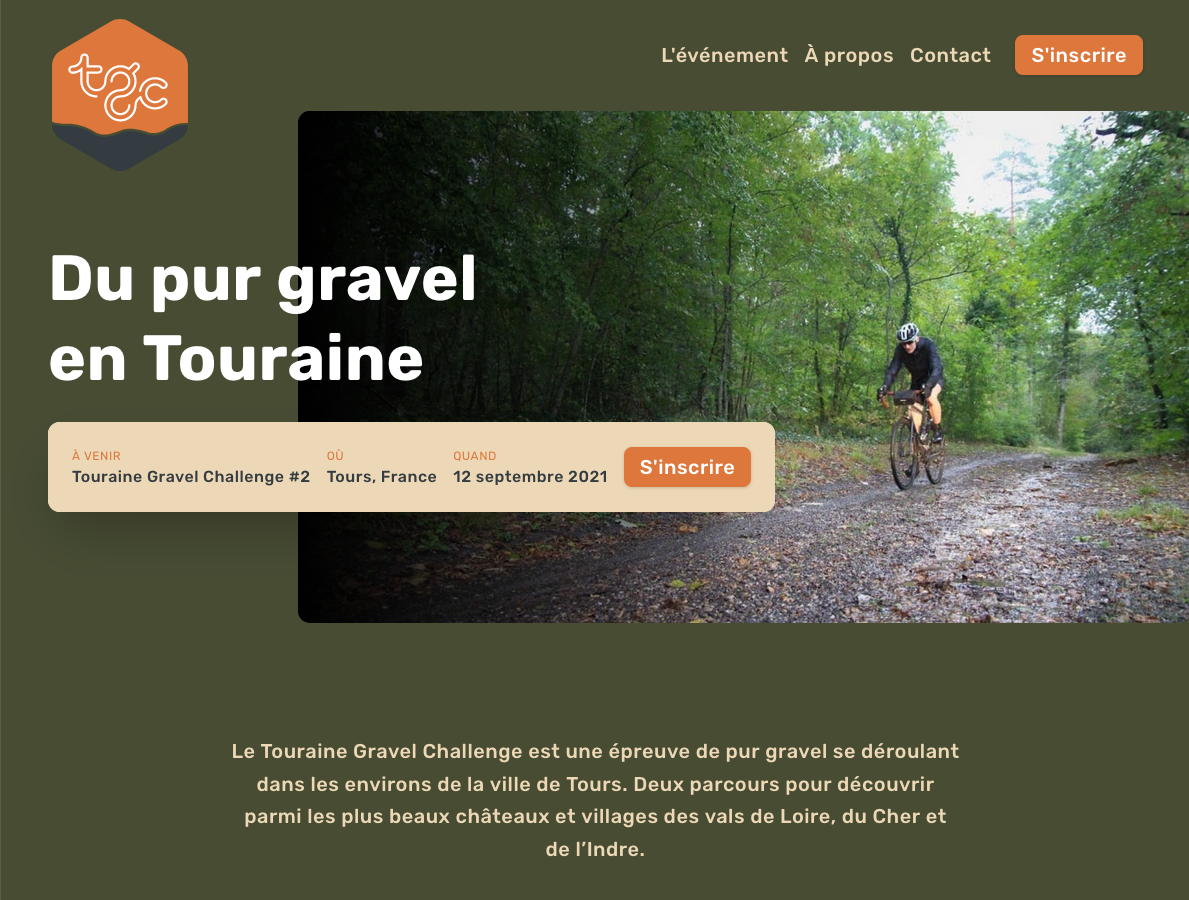 tgc
L'événement À propos Contact S'inscrire
Du pur gravel
en Touraine
À VENIR OÙ QUAND
Touraine Gravel Challenge #2 Tours, France 12 septembre 2021 S'inscrire
Le Touraine Gravel Challenge est une épreuve de pur gravel se déroulant
dans les environs de la ville de Tours. Deux parcours pour découvrir
parmi les plus beaux châteaux et villages des vals de Loire, du Cher et
de l’Indre.